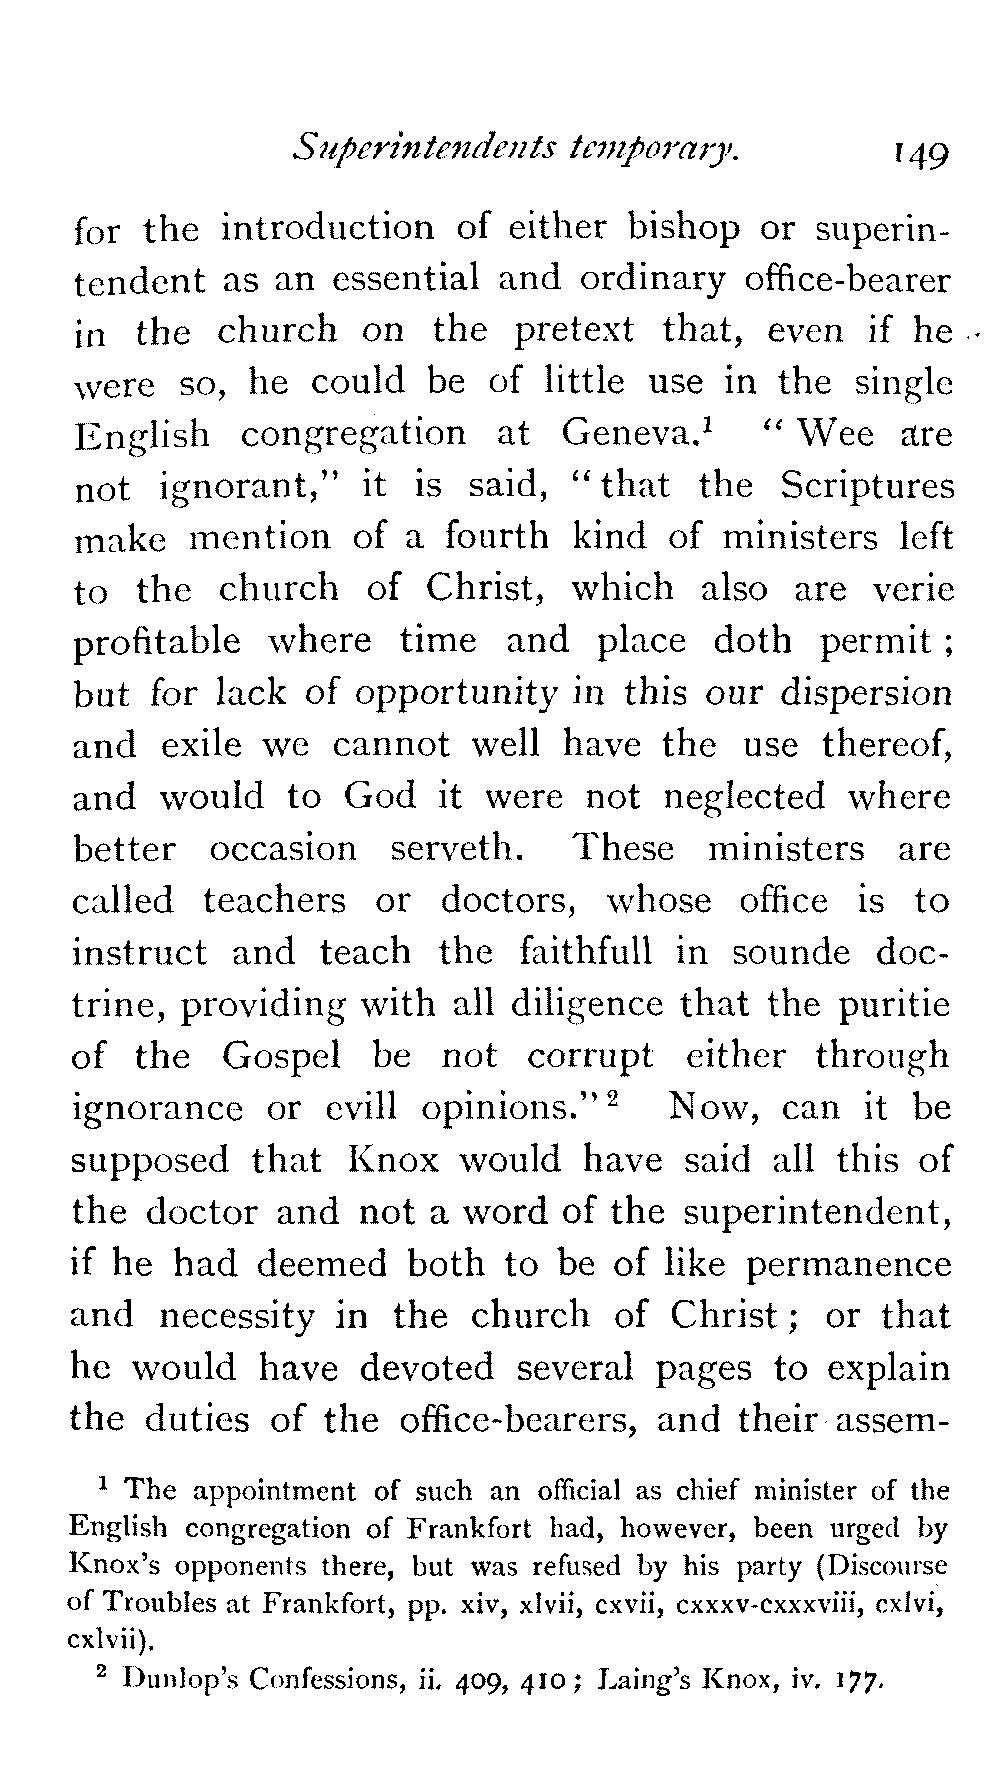 Superintendents temporary. 149
for the introduction of either bishop or superin-
tendent as an essential and ordinary office-bearer
in the church on the pretext that, even if he
were so, he could be of little use in the single
English congregation at Geneva.¹ “Wee are
not ignorant,” it is said, “that the Scriptures
make mention of a fourth kind of ministers left
to the church of Christ, which also are verie
profitable where time and place doth permit ;
but for lack of opportunity in this our dispersion
and exile we cannot well have the use thereof,
and would to God it were not neglected where
better occasion serveth. These ministers are
called teachers or doctors, whose office is to
instruct and teach the faithfull in sounde doc-
trine, providing with all diligence that the puritie
of the Gospel be not corrupt either through
ignorance or evill opinions.”² Now, can it be
supposed that Knox would have said all this of
the doctor and not a word of the superintendent,
if he had deemed both to be of like permanence
and necessity in the church of Christ ; or that
he would have devoted several pages to explain
the duties of the office-bearers, and their assem-
¹ The appointment of such an official as chief minister of the
English congregation of Frankfort had, however, been urged by
Knox’s opponents there, but was refused by his party (Discourse
of Troubles at Frankfort, pp. xiv, xlvii, cxvii, cxxxv-cxxxviii, cxlvi,
cxlvii).
² Dunlop’s Confessions, ii. 409, 410 ; Laing’s Knox, iv. 177.